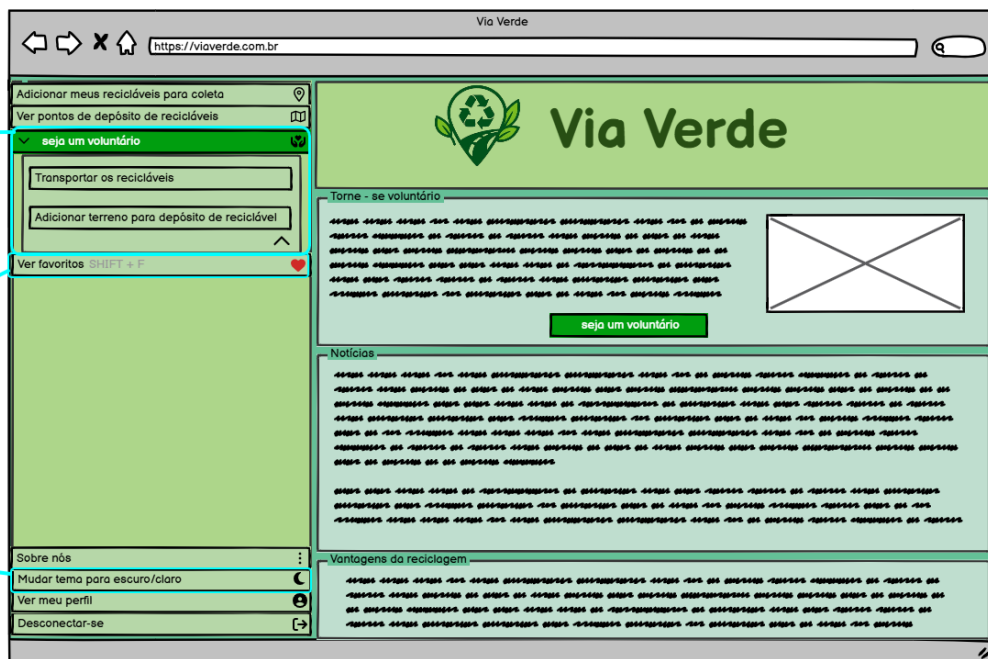 Via Verde
https://viaverde.com.br
Adicionar meus recicláveis para coleta
Ver pontos de depósito de recicláveis
seja um voluntário
Transportar os recicláveis
Adicionar terreno para depósito de reciclável
Ver favoritos SHIFT + F
Sobre nós
Mudar tema para escuro/claro
Ver meu perfil
Desconectar-se
Via Verde
Torne - se voluntário
seja um voluntário
Notícias
Vantagens da reciclagem